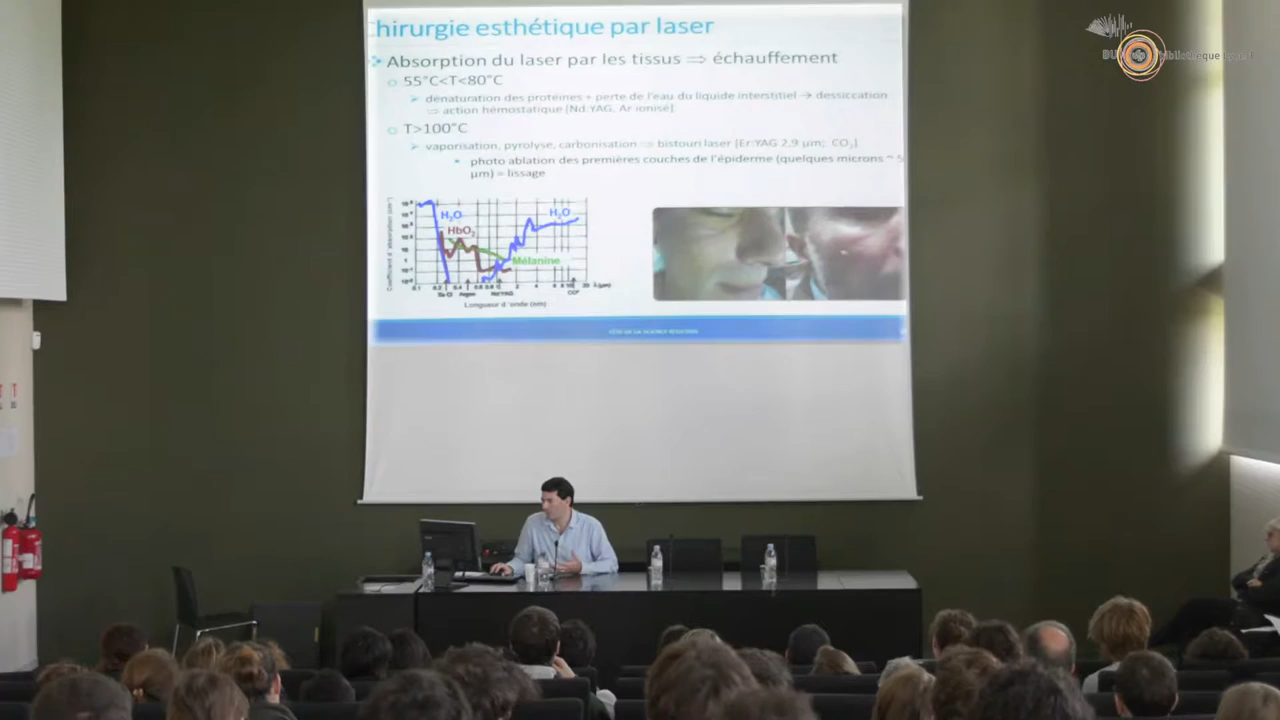 hirurgie esthétique par laser
Absorption du laser par les tissus ⇒ échauffement
55°C<T<80°C
dénaturation des protéines + perte de l'eau du liquide interstitiel → dessiccation
⇒ action hémostatique [Nd:YAG, Ar ionisé]
T>100°C
vaporisation, pyrolyse, carbonisation ⇒ bistouri laser [Er:YAG 2,9 µm; CO₂]
photo ablation des premières couches de l'épiderme (quelques microns ~ 5
µm) = lissage
H₂O
H₂O
HbO₂
Mélanine
Longueur d'onde (nm)
bibliothèque